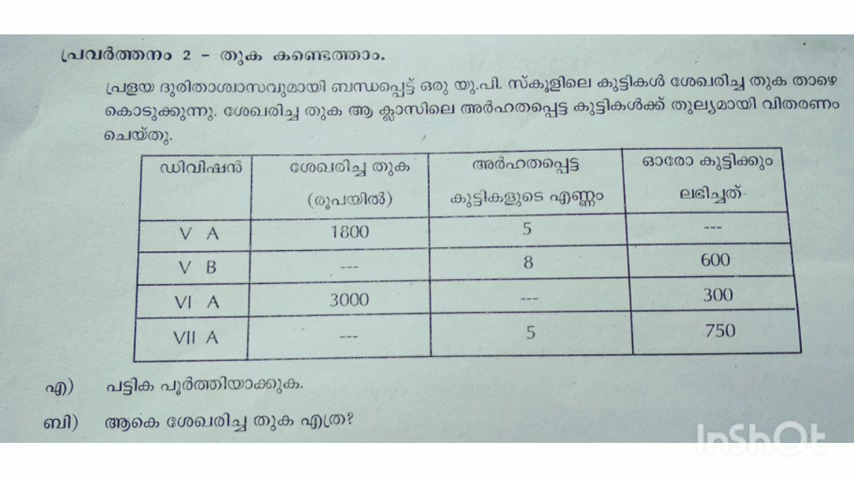 പ്രവർത്തനം 2 - തുക കണ്ടെത്താം.
പ്രളയ ദുരിതാശ്വാസവുമായി ബന്ധപ്പെട്ട് ഒരു യു.പി. സ്കൂളിലെ കുട്ടികൾ ശേഖരിച്ച തുക താഴെ
കൊടുക്കുന്നു. ശേഖരിച്ച തുക ആ ക്ലാസിലെ അർഹതപ്പെട്ട കുട്ടികൾക്ക് തുല്യമായി വിതരണം
ചെയ്തു.
ഡിവിഷൻ ശേഖരിച്ച തുക അർഹതപ്പെട്ട ഓരോ കുട്ടിക്കും
(രൂപയിൽ) കുട്ടികളുടെ എണ്ണം ലഭിച്ചത്
V A 1800 5 ---
V B --- 8 600
VI A 3000 --- 300
VII A --- 5 750
എ) പട്ടിക പൂർത്തിയാക്കുക.
ബി) ആകെ ശേഖരിച്ച തുക എത്ര?
InShOt